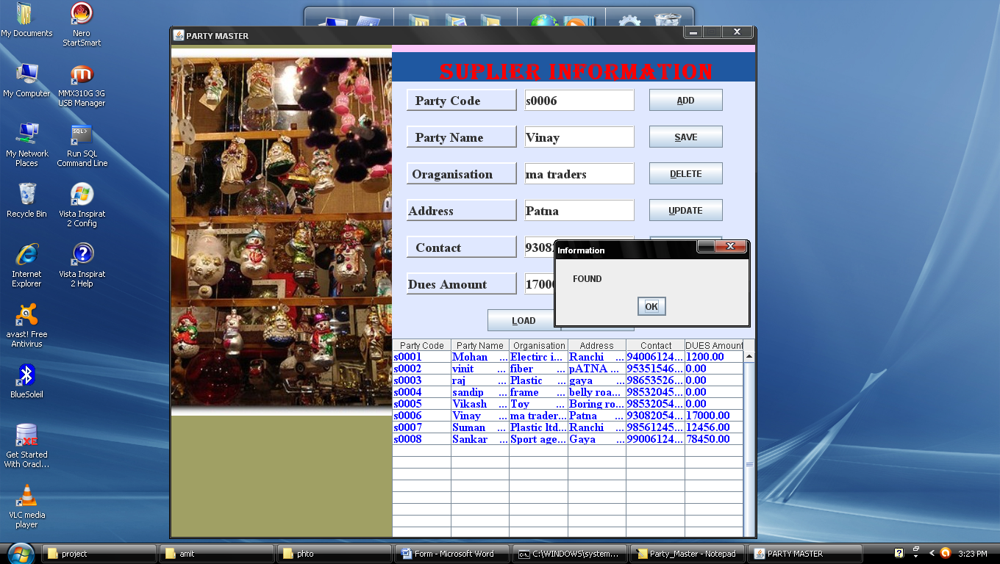 My Documents
Nero
StartSmart
My Computer
MMX310G 3G
USB Manager
My Network
Places
SQL>
Run SQL
Command Line
Recycle Bin
Vista Inspirat
2 Config
Internet
Explorer
Vista Inspirat
2 Help
avast! Free
Antivirus
BlueSoleil
XE
Get Started
With Oracl...
VLC media
player
PARTY MASTER
SUPLIER INFORMATION
Party Code s0006 ADD
Party Name Vinay SAVE
Oraganisation ma traders DELETE
Address Patna UPDATE
Contact
Dues Amount
Information
FOUND
OK
LOAD
Party Code Party Name Organisation Address Contact DUES Amount
s0001 Mohan ... Electirc i... Ranchi ... 94006124... 1200.00
s0002 vinit ... fiber ... pATNA ... 95351546... 0.00
s0003 raj ... Plastic ... gaya ... 98653526... 0.00
s0004 sandip ... frame ... belly roa... 98532045... 0.00
s0005 Vikash ... Toy ... Boring ro... 98532054... 0.00
s0006 Vinay ... ma trader... Patna ... 93082054... 17000.00
s0007 Suman ... Plastic ltd... Ranchi ... 98561245... 12456.00
s0008 Sankar ... Sport age... Gaya ... 99006124... 78450.00
project
amit
phto
Form - Microsoft Word
C:\WINDOWS\system...
Party_Master - Notepad
PARTY MASTER
3:23 PM